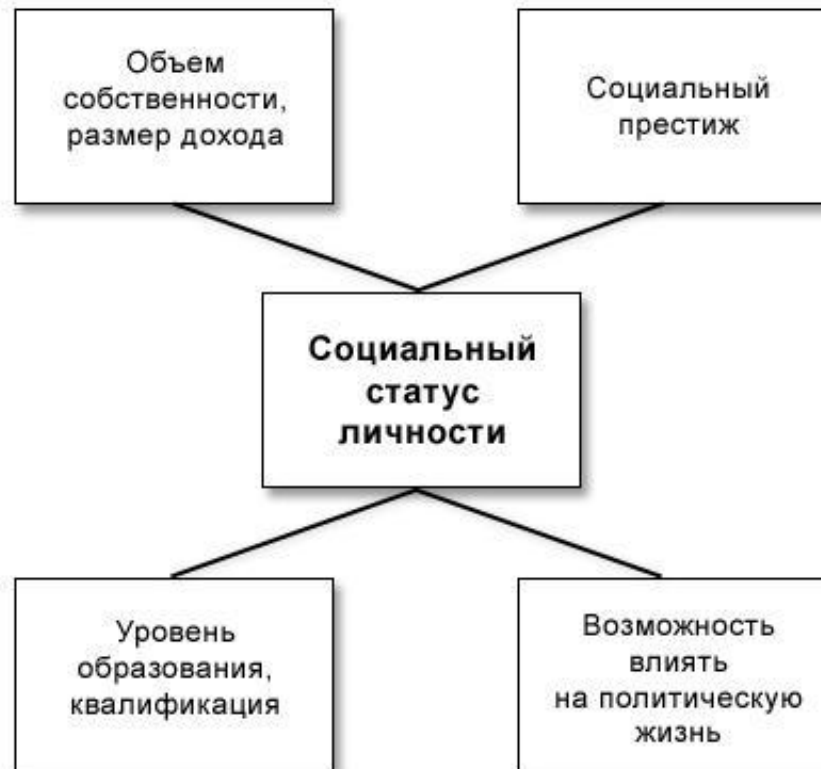 Объем
собственности,
размер дохода
Социальный
престиж
Социальный
статус
личности
Уровень
образования,
квалификация
Возможность
влиять
на политическую
жизнь